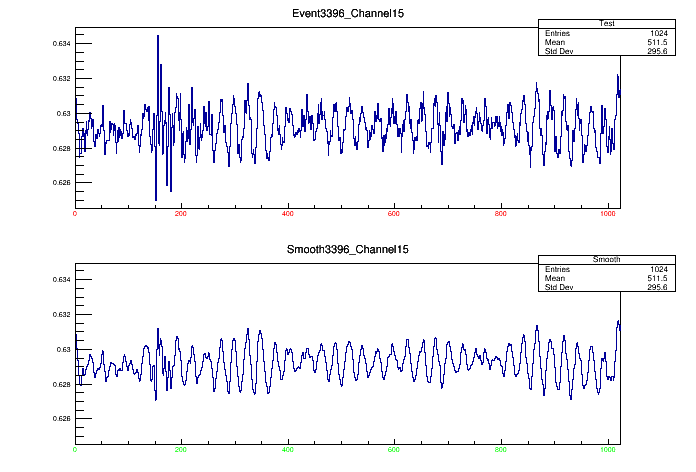 Event3396_Channel15
Test
Entries 1024
Mean 511.5
Std Dev 295.6
0.634
0.632
0.63
0.628
0.626
0 200 400 600 800 1000
Smooth3396_Channel15
Smooth
Entries 1024
Mean 511.5
Std Dev 295.6
0.634
0.632
0.63
0.628
0.626
0 200 400 600 800 1000